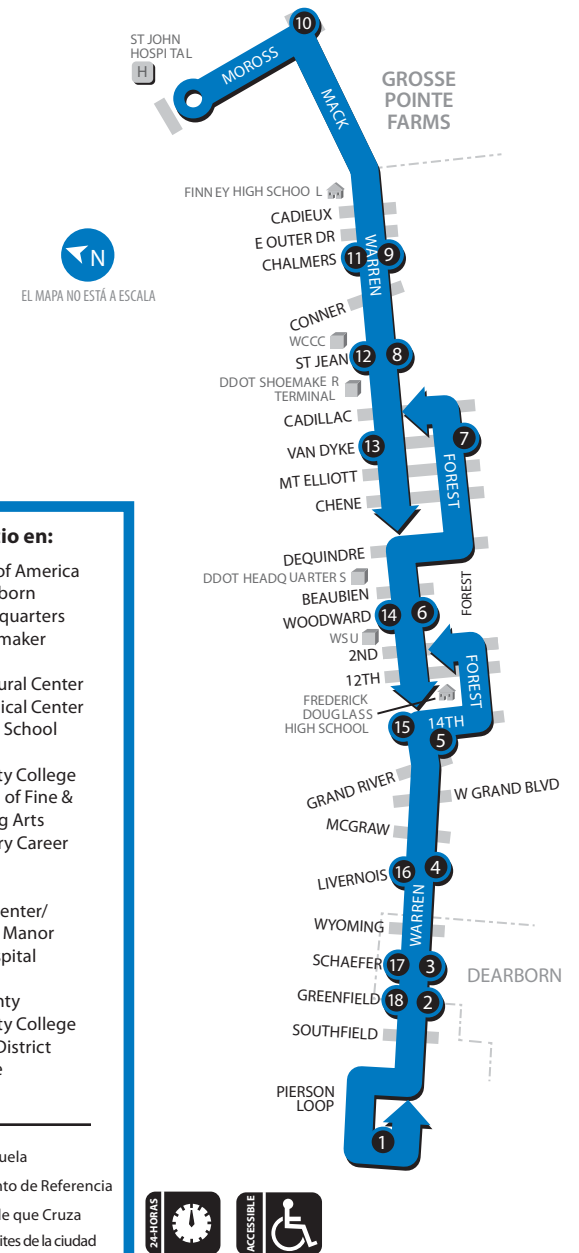 10
ST JOHN
HOSPI TAL
H
MOROSS
MACK
GROSSE
POINTE
FARMS
FINN EY HIGH SCHOO L
CADIEUX
E OUTER DR
CHALMERS
11
9
WARREN
N
EL MAPA NO ESTÁ A ESCALA
CONNER
WCCC
ST JEAN
12
8
DDOT SHOEMAKE R
TERMINAL
CADILLAC
VAN DYKE
13
7
FOREST
MT ELLIOTT
CHENE
DEQUINDRE
DDOT HEADQ UARTER S
BEAUBIEN
FOREST
WOODWARD
14
6
WSU
2ND
12TH
FOREST
FREDERICK
DOUG LASS
HIGH SCHOOL
15
14TH
5
GRAND RIVER
W GRAND BLVD
MCGRAW
LIVERNOIS
16
4
WARREN
WYOMING
SCHAEFER
17
3
DEARBORN
GREENFIELD
18
2
SOUTHFIELD
PIERSON
LOOP
1
tio en:
of America
born
quarters
maker
ural Center
ical Center
School
ty College
of Fine &
g Arts
ry Career
enter/
Manor
spital
nty
ty College
District
e
uela
nto de Referencia
le que Cruza
ites de la ciudad
24-HORAS
ACCESSIBLE